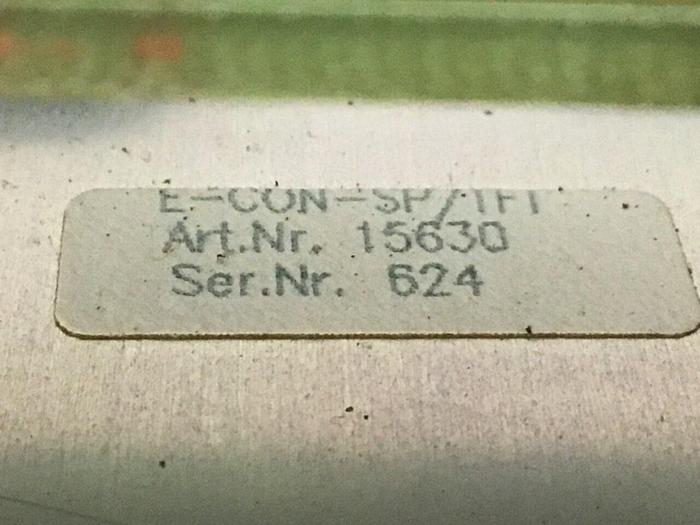 E-CON-SP/TFT
Art.Nr. 15630
Ser.Nr. 624